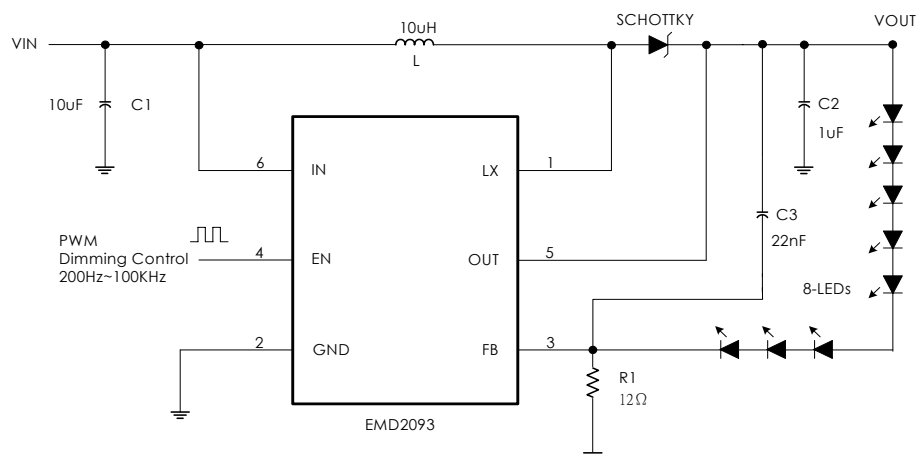 SCHOTTKY
VOUT
VIN
10uH
L
10uF
C1
C2
1uF
6
IN
LX
1
C3
22nF
PWM
Dimming Control
200Hz~100KHz
4
EN
OUT
5
8-LEDs
2
GND
FB
3
R1
12Ω
EMD2093